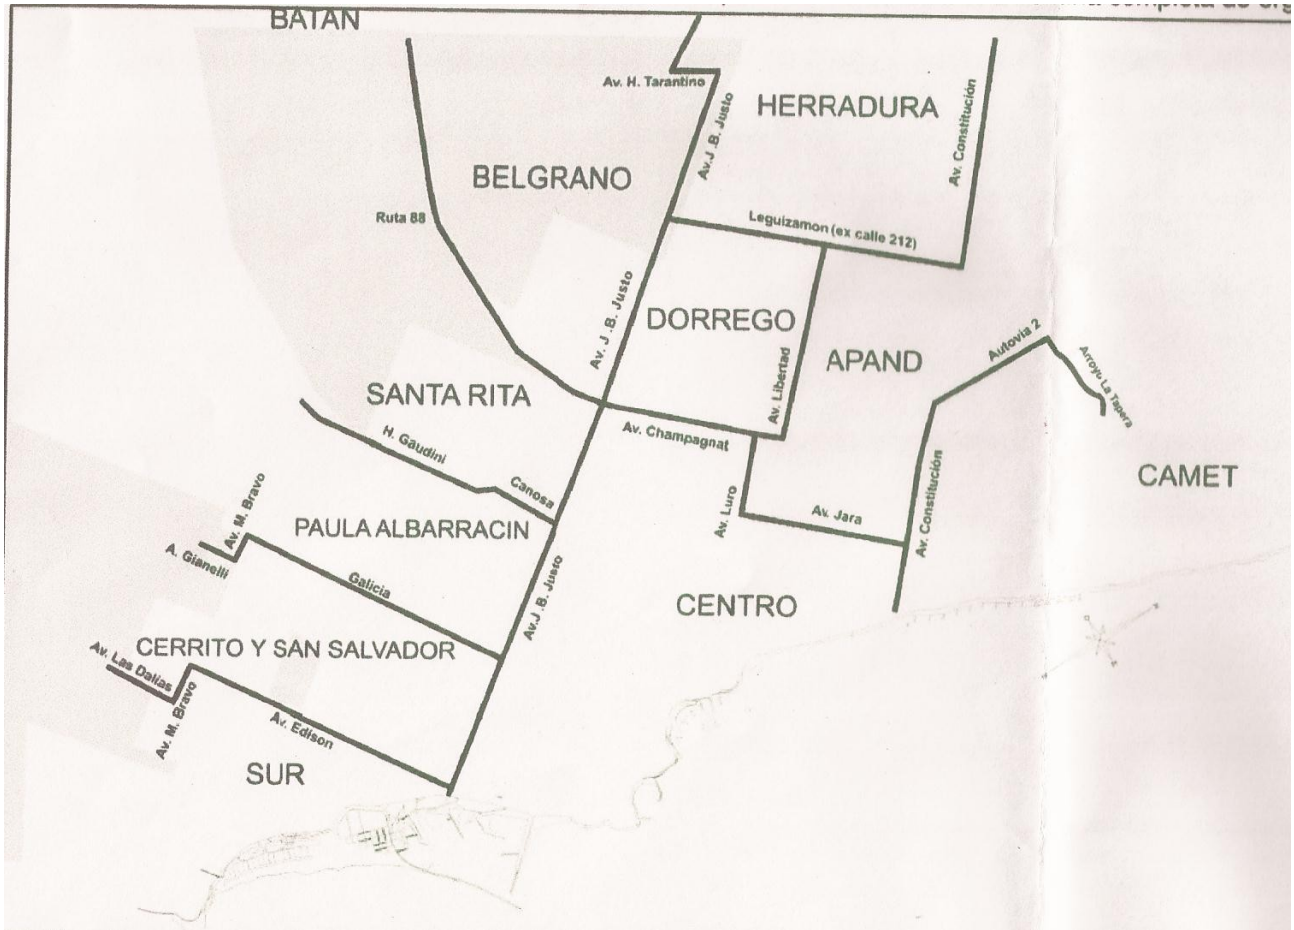 completa de
BATAN
Av. H. Tarantino
HERRADURA
Av. J .B. Justo
Av. Constitución
BELGRANO
Ruta 88
Leguizamon (ex calle 212)
Av. J .B. Justo
DORREGO
Av. Libertad
APAND
Autovia 2
Arroyo La Tapera
SANTA RITA
H. Gaudini
Canosa
Av. Champagnat
Av. Luro
Av. Jara
Av. Constitución
CAMET
Av. M. Bravo
A. Gianelli
PAULA ALBARRACIN
Galicia
Av.J .B. Justo
CENTRO
CERRITO Y SAN SALVADOR
Av. Las Dalias
Av. M. Bravo
Av. Edison
SUR